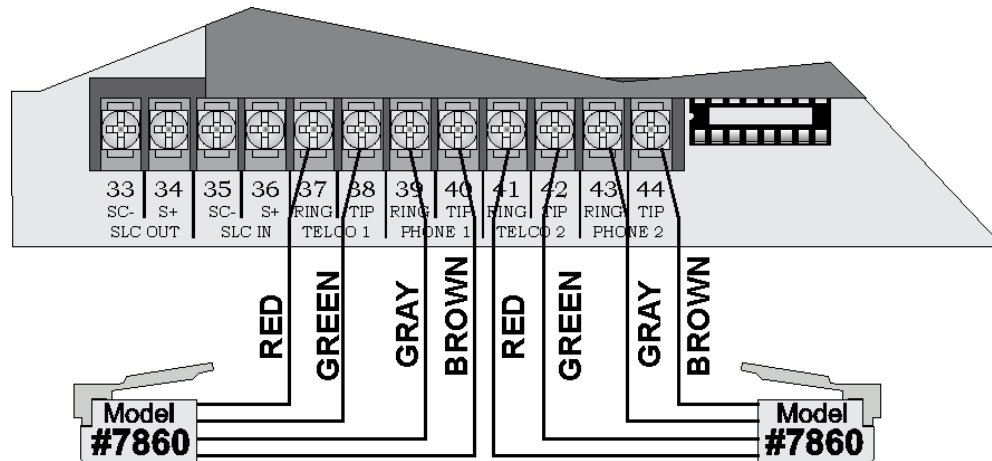 33 34 35 36 37 38 39 40 41 42 43 44
SC- S+ SC- S+ RING TIP RING TIP RING TIP RING TIP
SLC OUT SLC IN TELCO 1 PHONE 1 TELCO 2 PHONE 2
RED GREEN GRAY BROWN RED GREEN GRAY BROWN
Model Model
#7860 #7860